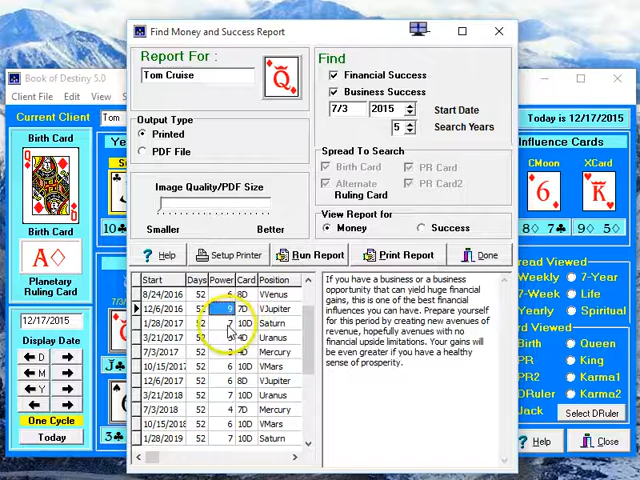 Find Money and Success Report
Report For :
Tom Cruise
Q
Output Type
Printed
PDF File
Image Quality/PDF Size
Smaller
Better
Find
Financial Success
Business Success
7/3
2015
Start Date
5
Search Years
Spread To Search
Birth Card
PR Card
Alternate
PR Card2
Ruling Card
View Report for
Money
Success
Help
Setup Printer
Run Report
Print Report
Done
Start Days Power Card Position
8/24/2016 52 6 8D VVenus
12/6/2016 52 9 7D VJupiter
1/28/2017 52 7 10D Saturn
3/21/2017 52 4D Uranus
7/3/2017 52 4D Mercury
10/15/2017 52 6 10D VMars
12/6/2017 52 6 8D VJupiter
3/21/2018 52 7 10D Uranus
7/3/2018 52 4 7D Mercury
10/15/2018 52 6 10D VMars
1/28/2019 52 7 10D Saturn
If you have a business or a business
opportunity that can yield huge financial
gains, this is one of the best financial
influences you can have. Prepare yourself
for this period by creating new avenues of
revenue, hopefully avenues with no
financial upside limitations. Your gains will
be even greater if you have a healthy
sense of prosperity.
Book of Destiny 5.0
Client File Edit
Current Client
Tom
Birth Card
Q
Birth Card
A♢
Planetary
Ruling Card
12/17/2015
Display Date
D
M
Y
One Cycle
Today
Today is 12/17/2015
Influence Cards
CMoon
XCard
6
K
8♢ 7♢
9♢ 5♢
Weekly
7-Year
Life
Yearly
Spiritual
Birth
Queen
PR
King
PR2
Karma1
DRuler
Karma2
Jack
Select DRuler
Help
Close